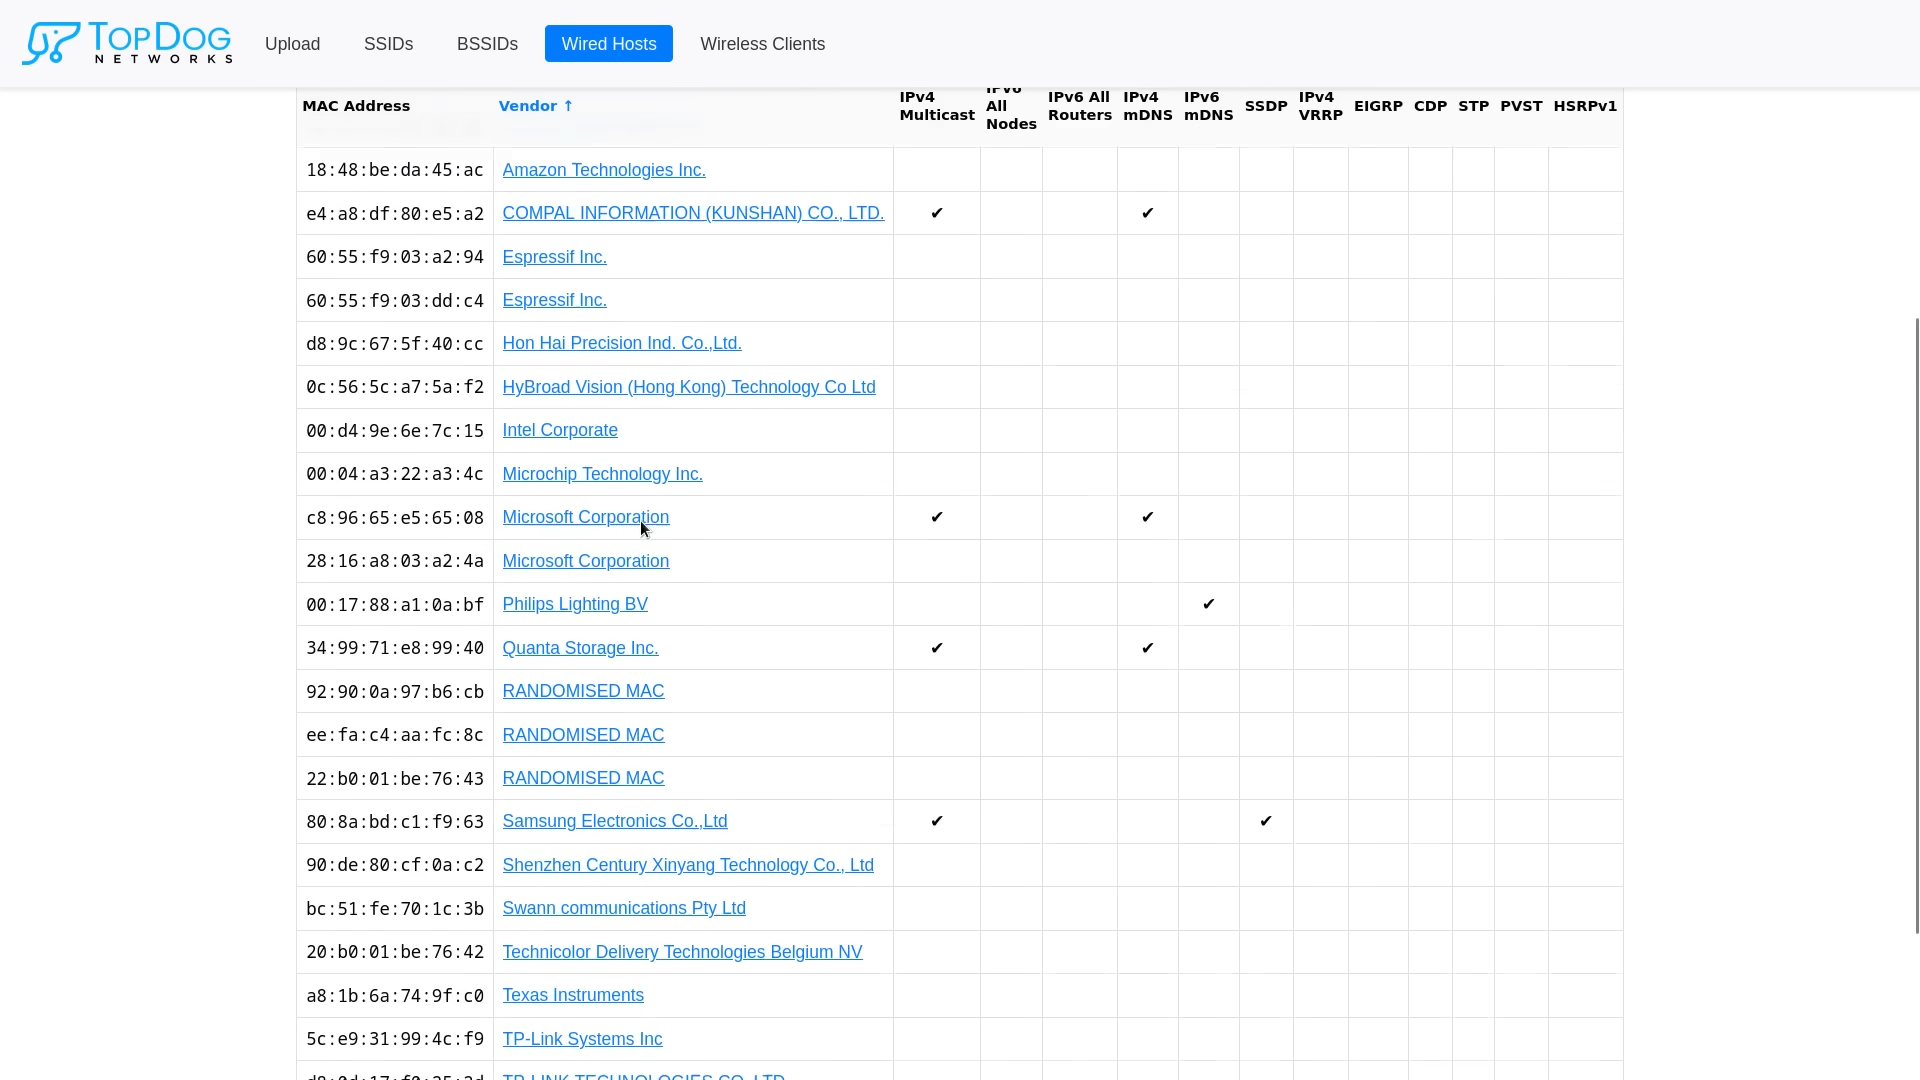 TOPDOG
NETWORKS
Upload SSIDs BSSIDs Wired Hosts Wireless Clients
MAC Address Vendor ↑ IPv4 Multicast IPv6 All Nodes IPv6 All Routers IPv4 mDNS IPv6 mDNS SSDP IPv4 VRRP EIGRP CDP STP PVST HSRPv1
18:48:be:da:45:ac Amazon Technologies Inc.
e4:a8:df:80:e5:a2 COMPAL INFORMATION (KUNSHAN) CO., LTD. ✔ ✔
60:55:f9:03:a2:94 Espressif Inc.
60:55:f9:03:dd:c4 Espressif Inc.
d8:9c:67:5f:40:cc Hon Hai Precision Ind. Co.,Ltd.
0c:56:5c:a7:5a:f2 HyBroad Vision (Hong Kong) Technology Co Ltd
00:d4:9e:6e:7c:15 Intel Corporate
00:04:a3:22:a3:4c Microchip Technology Inc.
c8:96:65:e5:65:08 Microsoft Corporation ✔ ✔
28:16:a8:03:a2:4a Microsoft Corporation
00:17:88:a1:0a:bf Philips Lighting BV ✔
34:99:71:e8:99:40 Quanta Storage Inc. ✔ ✔
92:90:0a:97:b6:cb RANDOMISED MAC
ee:fa:c4:aa:fc:8c RANDOMISED MAC
22:b0:01:be:76:43 RANDOMISED MAC
80:8a:bd:c1:f9:63 Samsung Electronics Co.,Ltd ✔ ✔
90:de:80:cf:0a:c2 Shenzhen Century Xinyang Technology Co., Ltd
bc:51:fe:70:1c:3b Swann communications Pty Ltd
20:b0:01:be:76:42 Technicolor Delivery Technologies Belgium NV
a8:1b:6a:74:9f:c0 Texas Instruments
5c:e9:31:99:4c:f9 TP-Link Systems Inc
TP-LINK TECHNOLOGIES CO.,LTD.